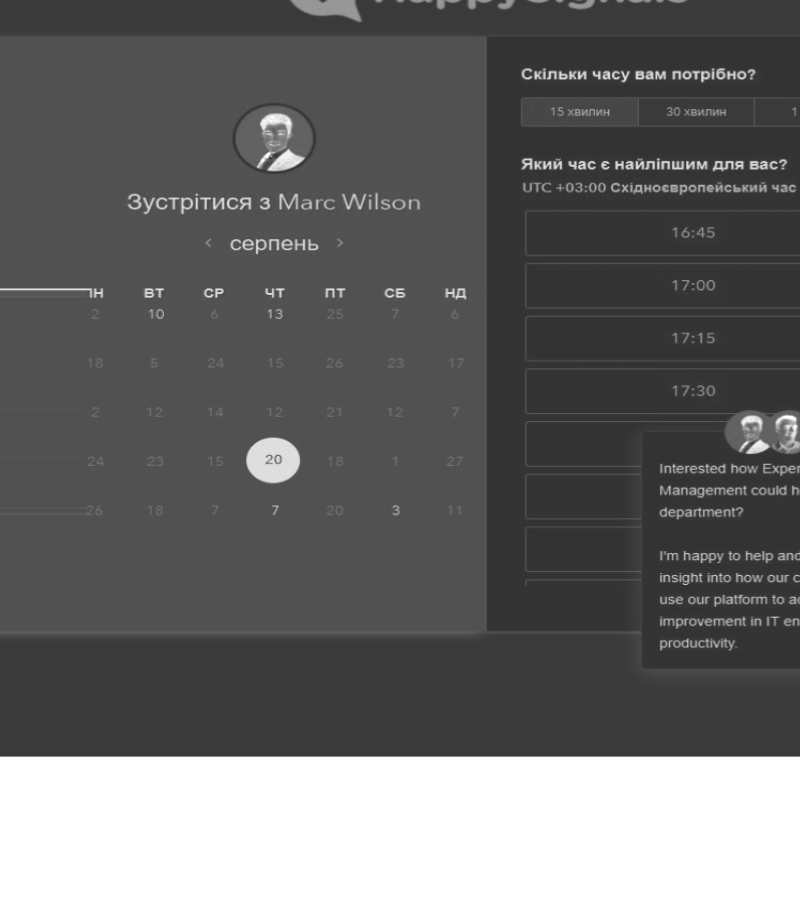 HappySignals
Скільки часу вам потрібно?
15 хвилин 30 хвилин 1
Який час є найліпшим для вас?
UTC +03:00 Східноєвропейський час
Зустрітися з Marc Wilson
серпень
ПН ВТ СР ЧТ ПТ СБ НД
2 10 6 13 25 7 6
18 5 24 15 26 23 17
2 12 14 12 21 12 7
24 23 15 20 18 1 27
26 18 7 7 20 3 11
16:45
17:00
17:15
17:30
Interested how Exper
Management could h
department?
I'm happy to help and
insight into how our c
use our platform to a
improvement in IT en
productivity.